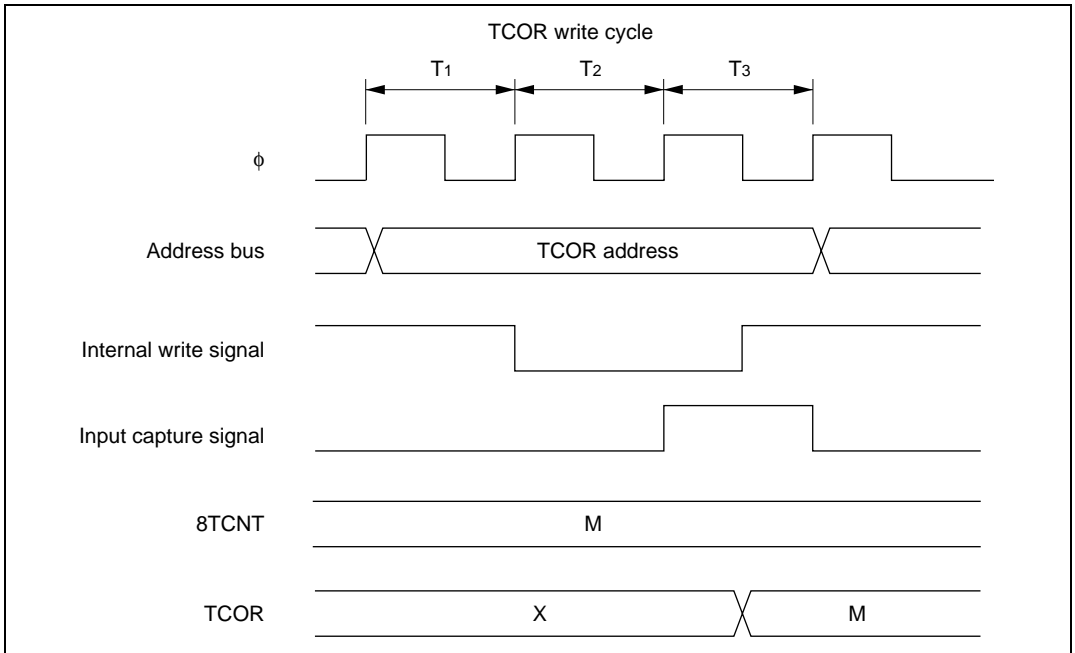 TCOR write cycle
T1 T2 T3
ϕ
Address bus TCOR address
Internal write signal
Input capture signal
8TCNT M
TCOR X M